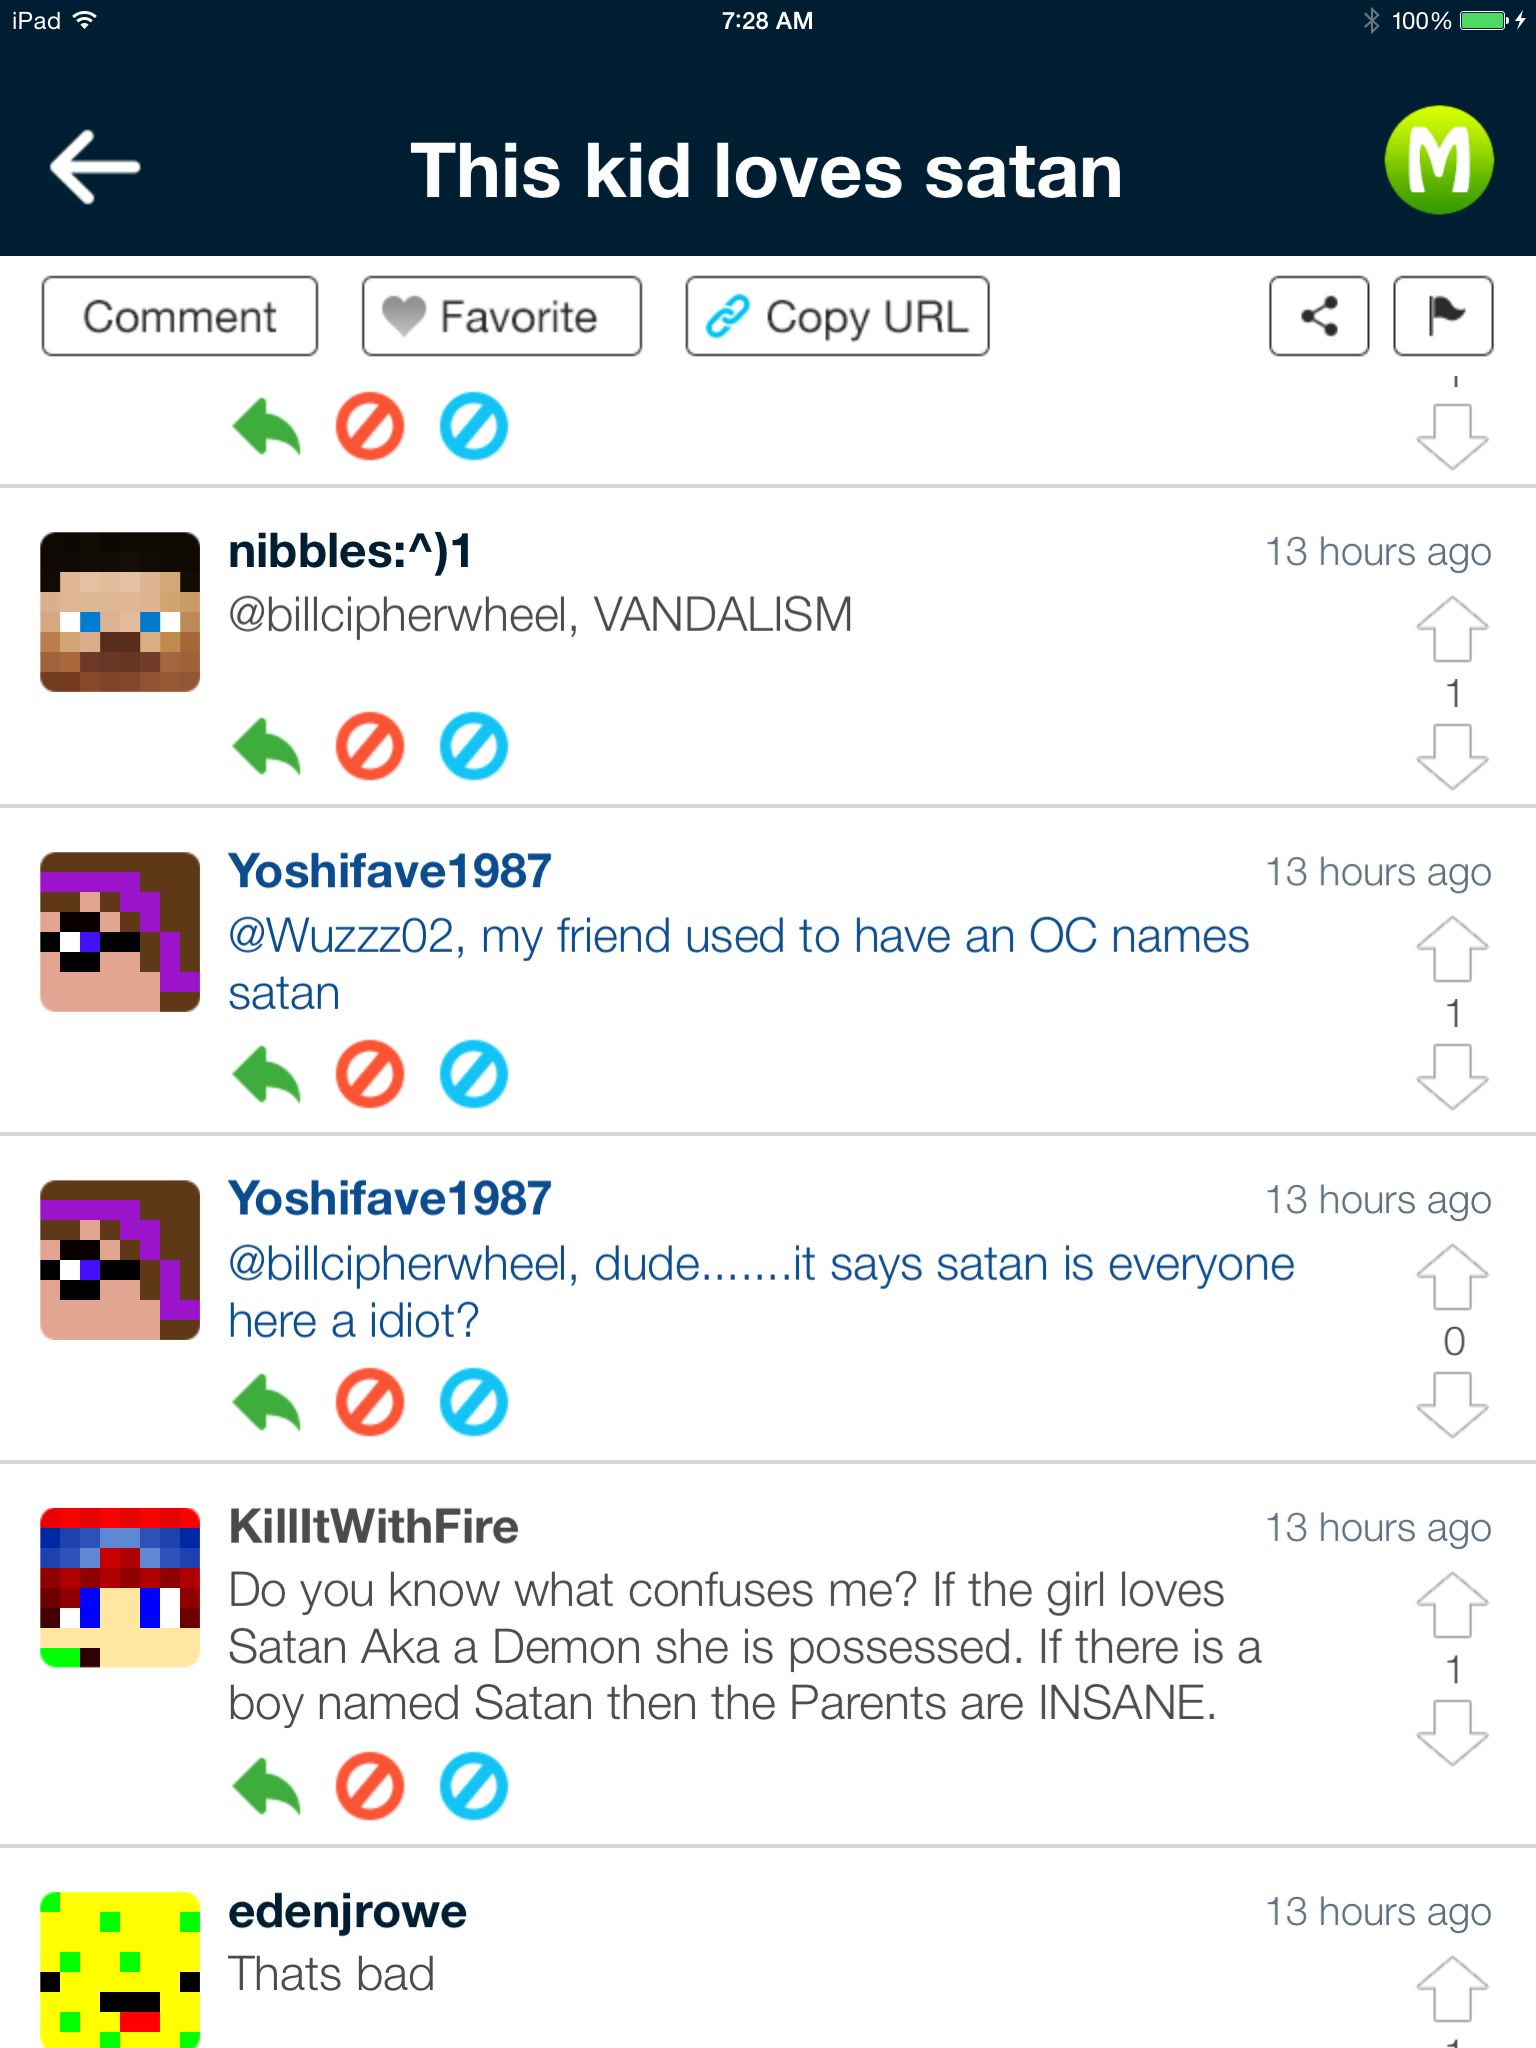 iPad 7:28 AM 100%
This kid loves satan M
Comment Favorite Copy URL
nibbles:^)1 13 hours ago
@billcipherwheel, VANDALISM
1
Yoshifave1987 13 hours ago
@Wuzzz02, my friend used to have an OC names
satan
1
Yoshifave1987 13 hours ago
@billcipherwheel, dude.......it says satan is everyone
here a idiot?
0
KillItWithFire 13 hours ago
Do you know what confuses me? If the girl loves
Satan Aka a Demon she is possessed. If there is a
boy named Satan then the Parents are INSANE.
1
edenjrowe 13 hours ago
Thats bad